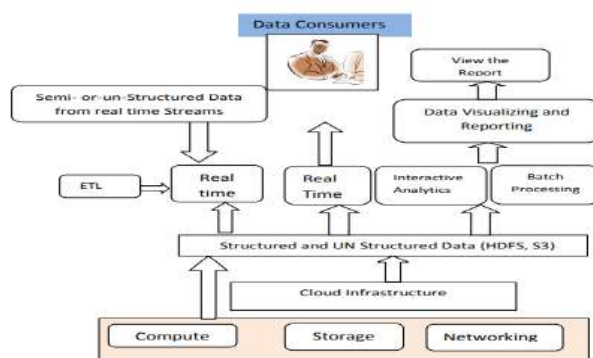 Data Consumers
View the
Report
Semi- or-un-Structured Data
from real time Streams
Data Visualizing and
Reporting
ETL
Real
time
Real
Time
Interactive
Analytics
Batch
Processing
Structured and UN Structured Data (HDFS, S3)
Cloud Infrastructure
Compute
Storage
Networking